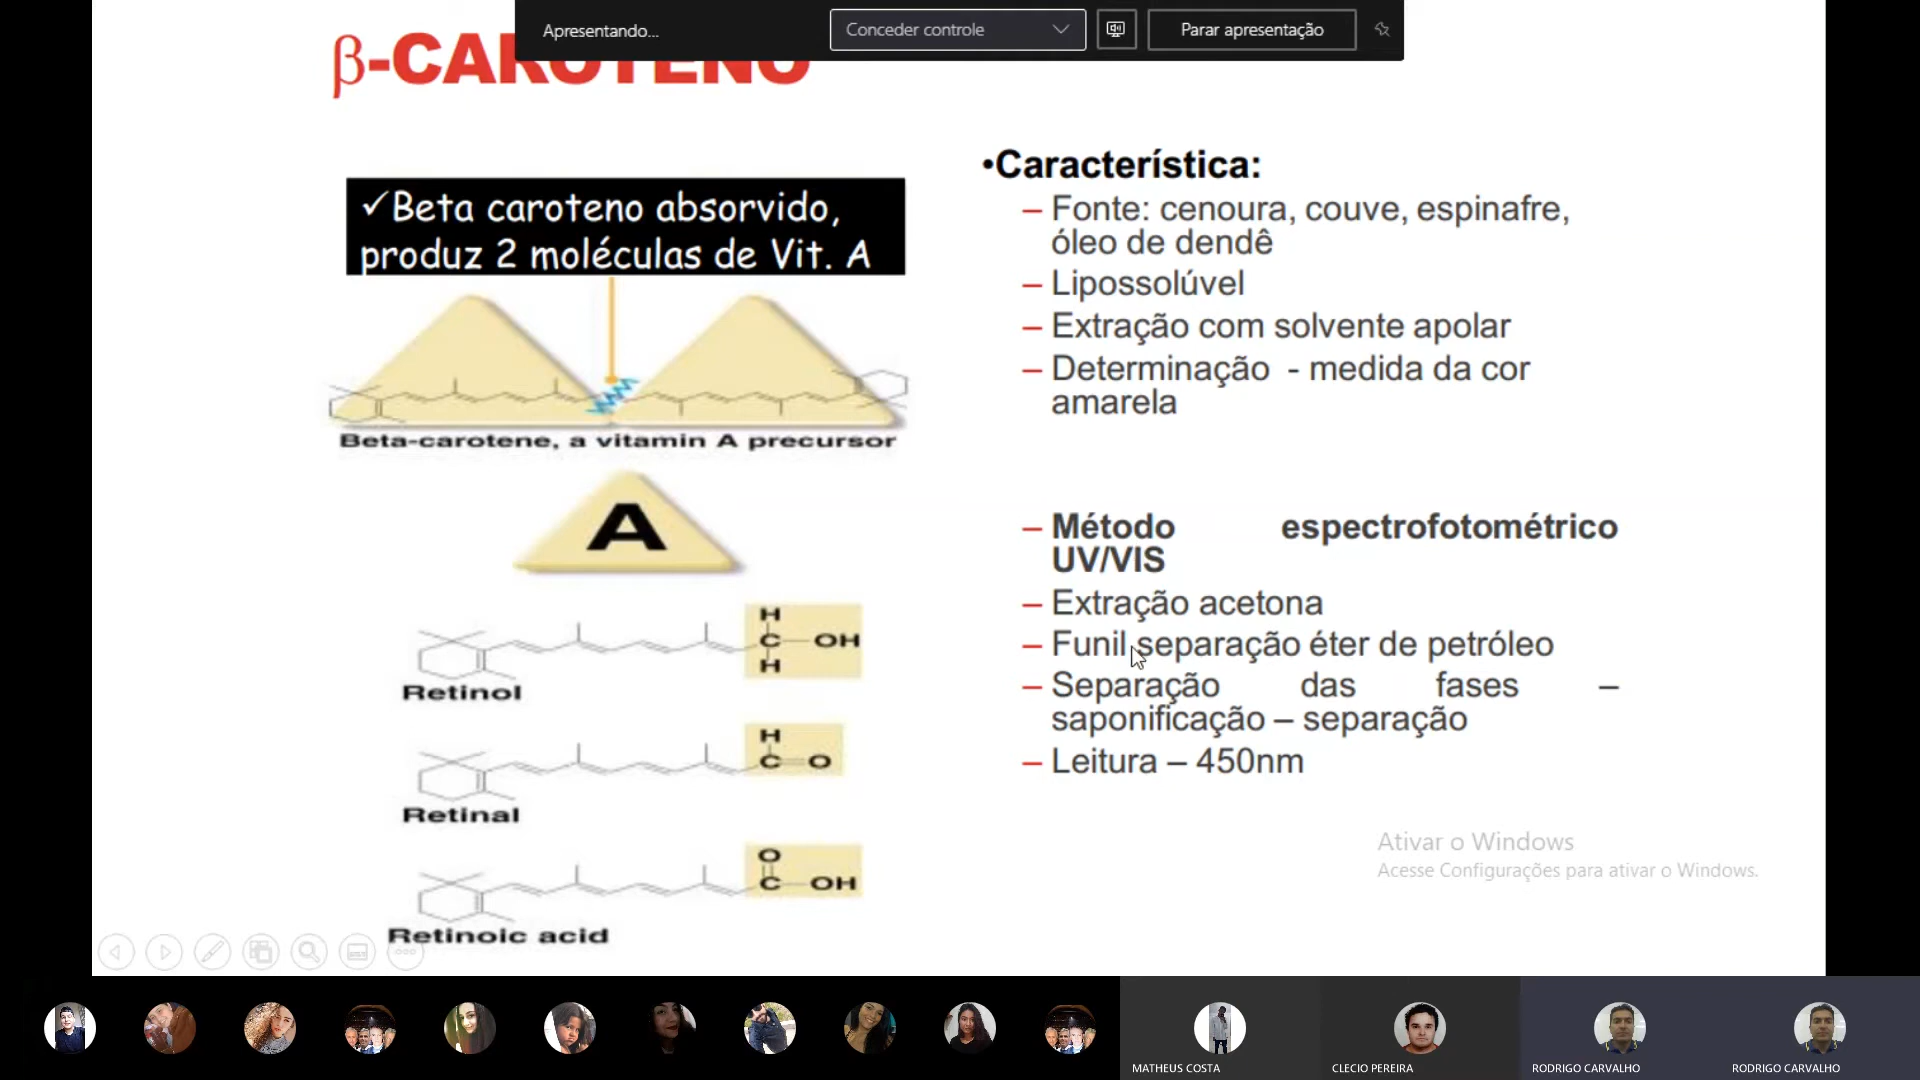 Apresentando...
Conceder controle
Parar apresentação
β-CAROTENO
•Característica:
✓Beta caroteno absorvido,
produz 2 moléculas de Vit. A
– Fonte: cenoura, couve, espinafre,
óleo de dendê
– Lipossolúvel
– Extração com solvente apolar
– Determinação - medida da cor
amarela
Beta-carotene, a vitamin A precursor
A
– Método espectrofotométrico
UV/VIS
– Extração acetona
– Funil separação éter de petróleo
– Separação das fases –
saponificação – separação
– Leitura – 450nm
H
C OH
H
Retinol
H
C O
Retinal
O
C OH
Retinoic acid
Ativar o Windows
Acesse Configurações para ativar o Windows.
MATHEUS COSTA
CLECIO PEREIRA
RODRIGO CARVALHO
RODRIGO CARVALHO